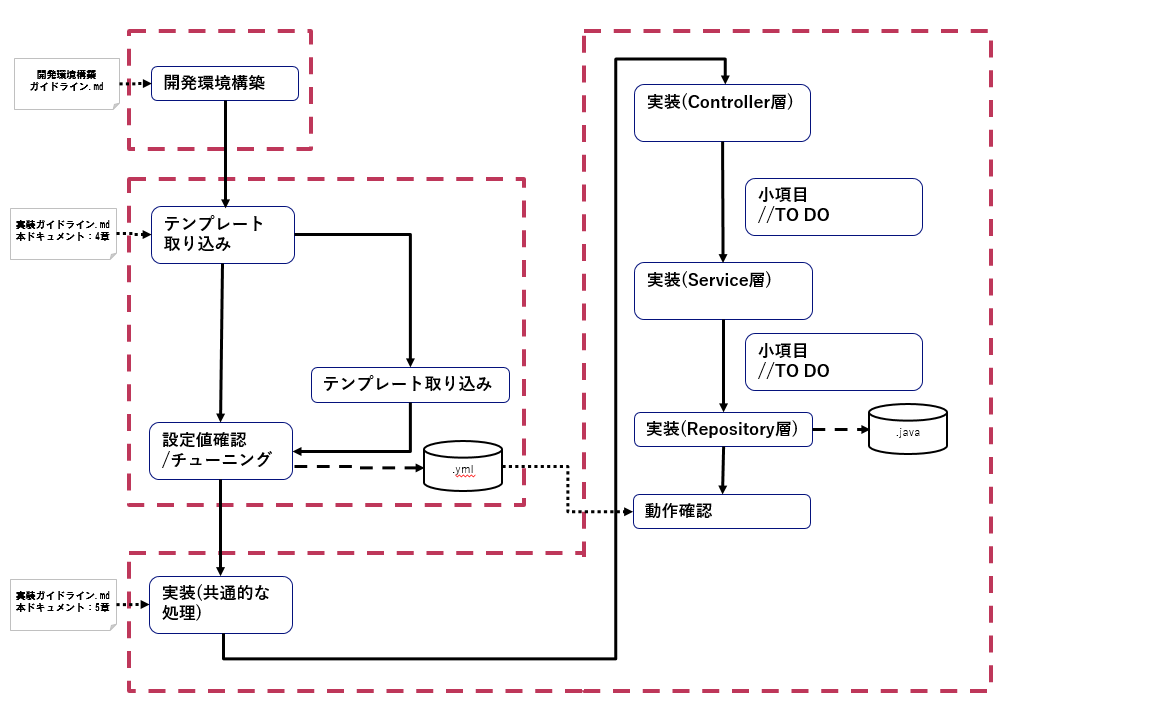 開発環境構築
ガイドライン.md
開発環境構築
実装ガイドライン.md
本ドキュメント：4章
テンプレート
取り込み
テンプレート取り込み
設定値確認
/チューニング
.yml
実装ガイドライン.md
本ドキュメント：5章
実装(共通的な
処理)
実装(Controller層)
小項目
//TO DO
実装(Service層)
小項目
//TO DO
実装(Repository層)
.java
動作確認